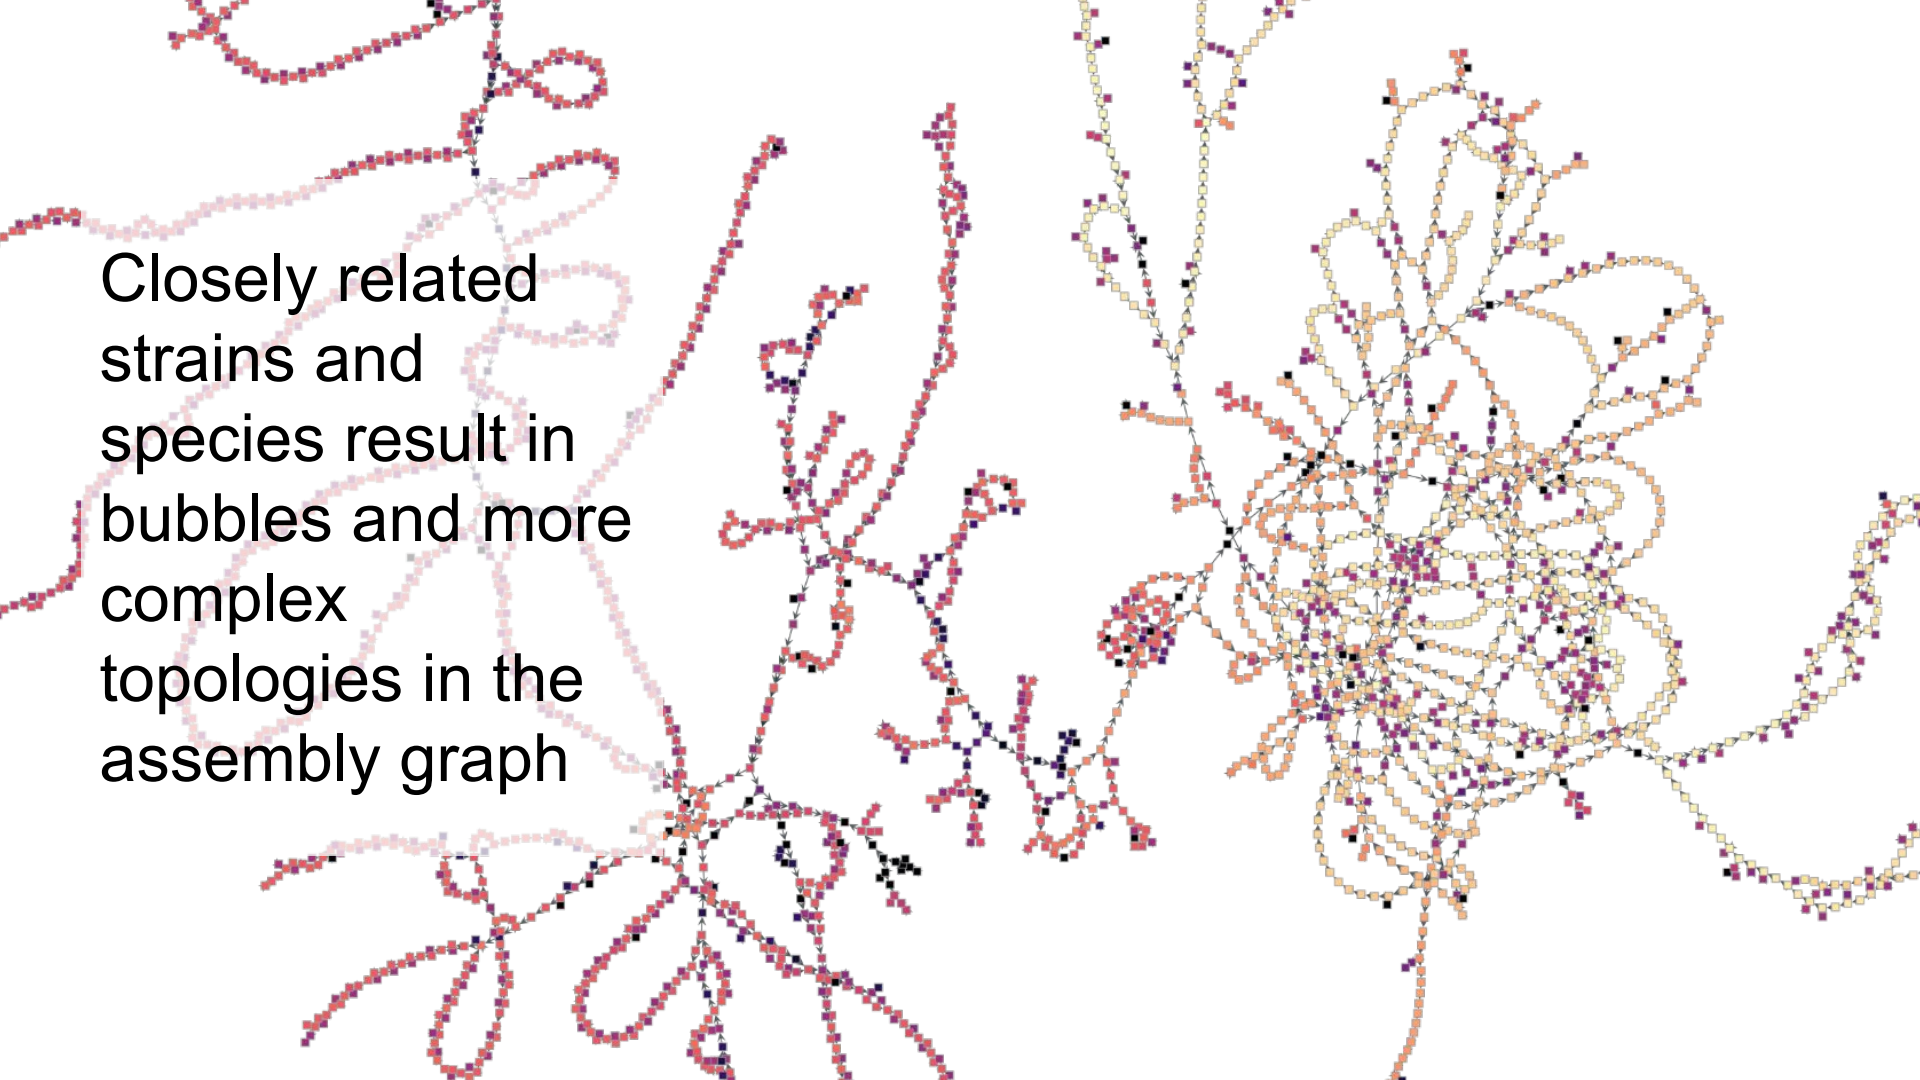 Closely related
strains and
species result in
bubbles and more
complex
topologies in the
assembly graph